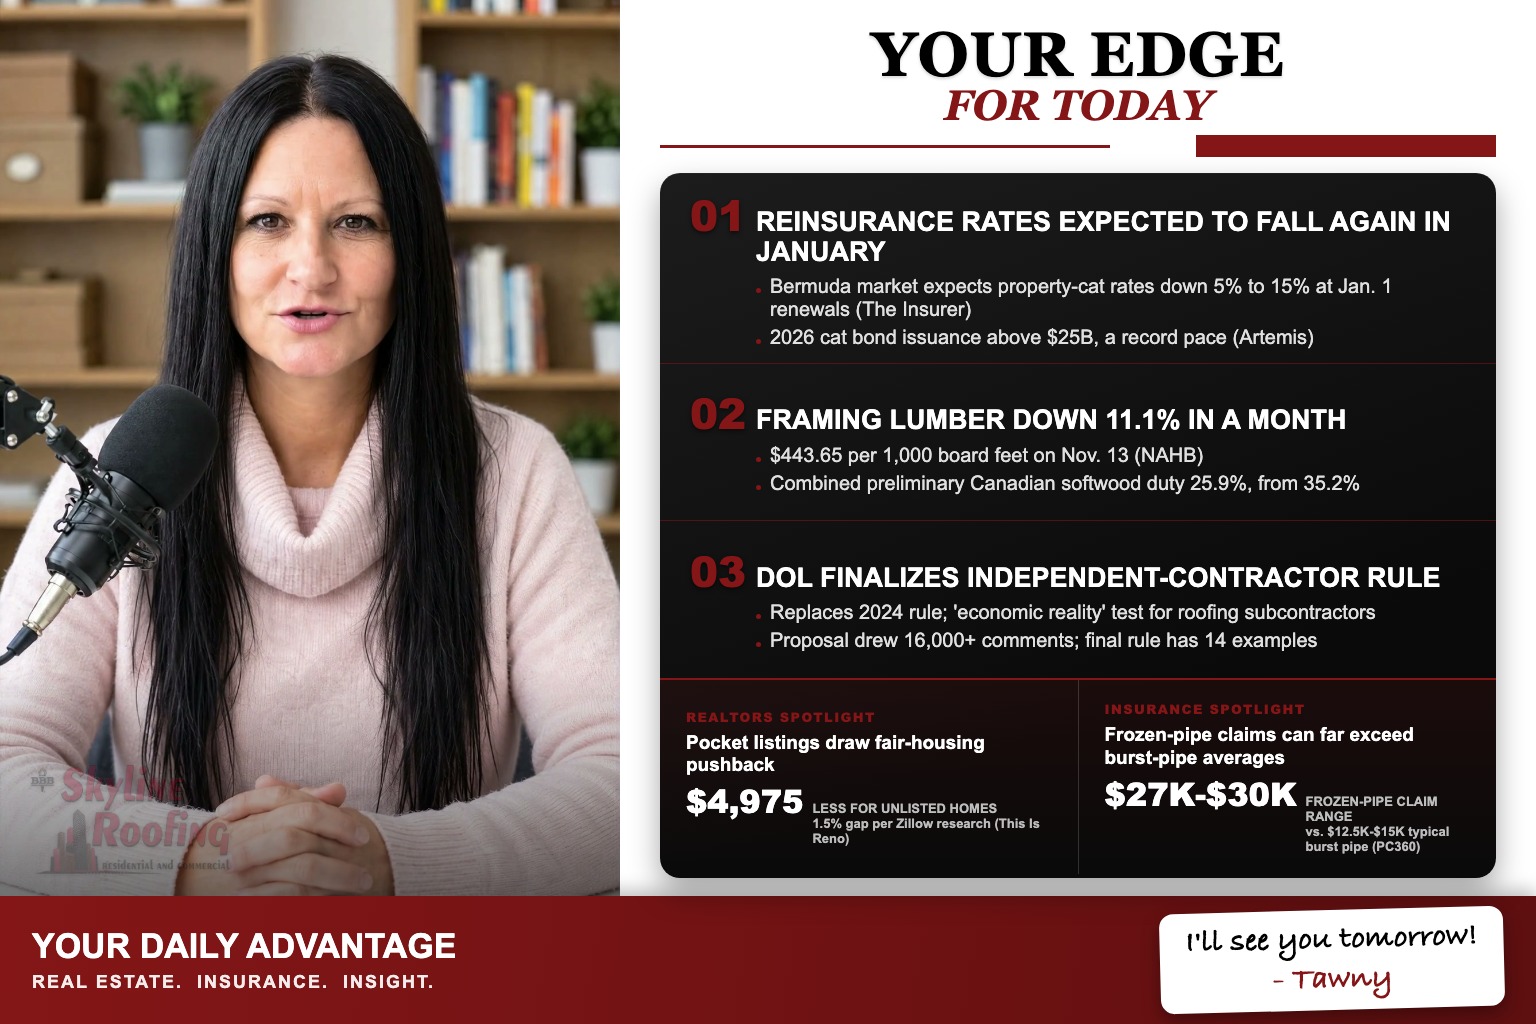 YOUR EDGE
FOR TODAY
01 REINSURANCE RATES EXPECTED TO FALL AGAIN IN
JANUARY
Bermuda market expects property-cat rates down 5% to 15% at Jan. 1
renewals (The Insurer)
2026 cat bond issuance above $25B, a record pace (Artemis)
02 FRAMING LUMBER DOWN 11.1% IN A MONTH
$443.65 per 1,000 board feet on Nov. 13 (NAHB)
Combined preliminary Canadian softwood duty 25.9%, from 35.2%
03 DOL FINALIZES INDEPENDENT-CONTRACTOR RULE
Replaces 2024 rule; 'economic reality' test for roofing subcontractors
Proposal drew 16,000+ comments; final rule has 14 examples
REALTORS SPOTLIGHT
Pocket listings draw fair-housing
pushback
$4,975 LESS FOR UNLISTED HOMES
1.5% gap per Zillow research (This Is
Reno)
INSURANCE SPOTLIGHT
Frozen-pipe claims can far exceed
burst-pipe averages
$27K-$30K FROZEN-PIPE CLAIM
RANGE
vs. $12.5K-$15K typical
burst pipe (PC360)
BBB
Skyline
Roofing
RESIDENTIAL AND COMMERCIAL
YOUR DAILY ADVANTAGE
REAL ESTATE. INSURANCE. INSIGHT.
I'll see you tomorrow!
- Tawny